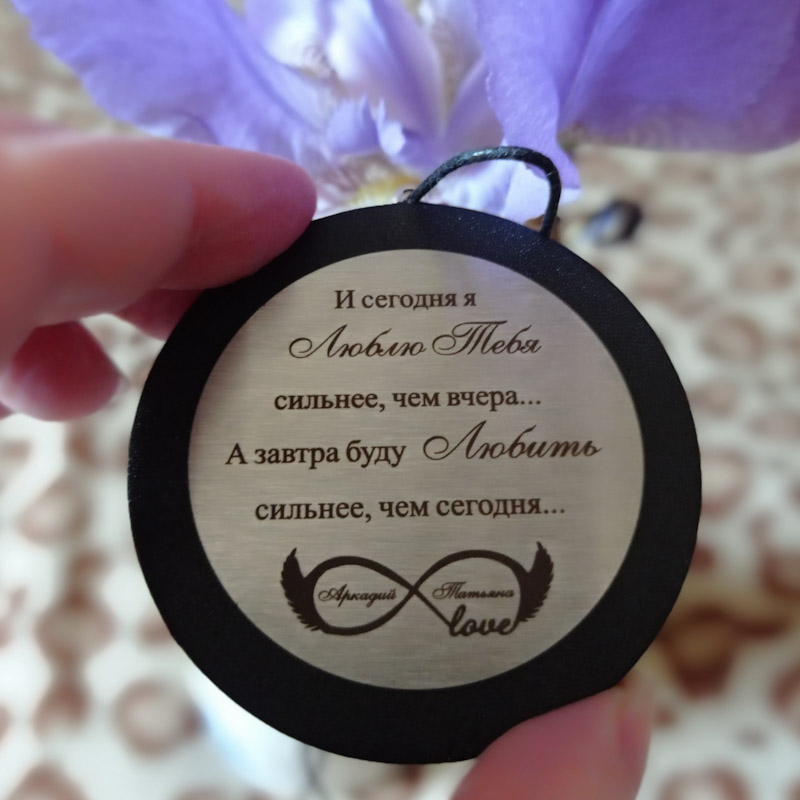 И сегодня я
Люблю Тебя
сильнее, чем вчера...
А завтра буду Любить
сильнее, чем сегодня...
Аркадий Татьяна
love